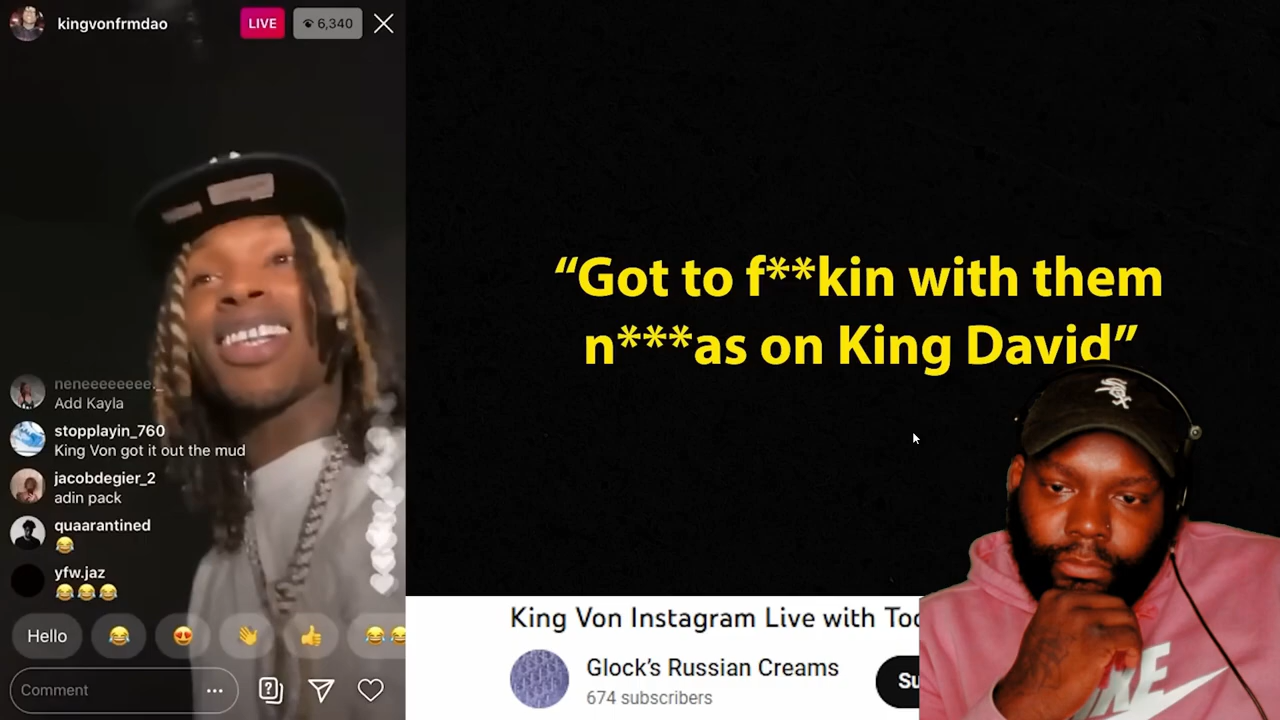 kingvonfrmdao
LIVE
6,340
neneeeeeeee._
Add Kayla
stopplayin_760
King Von got it out the mud
jacobdegier_2
adin pack
quaarantined
😂
yfw.jaz
😂😂😂
Hello 😂 😍 👋 👍 😂
Comment
“Got to f**kin with them
n***as on King David”
King Von Instagram Live with
Glock's Russian Creams
674 subscribers